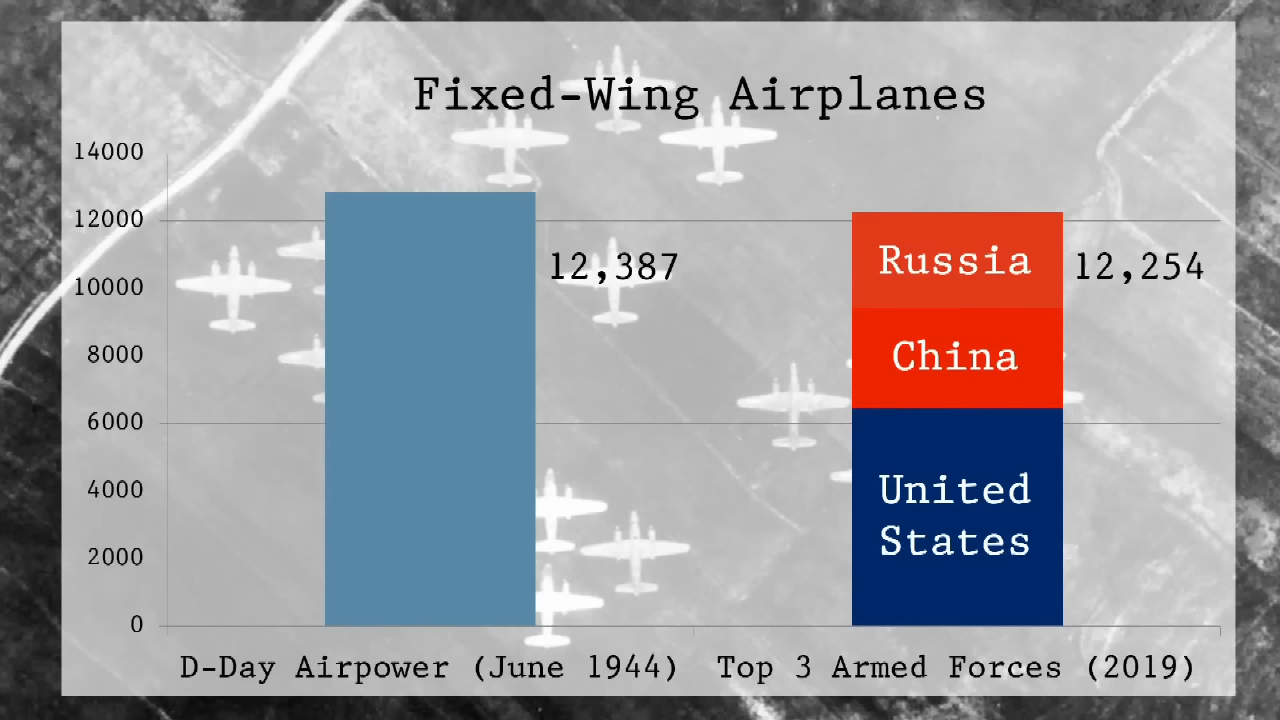 Fixed-Wing Airplanes
14000
12000
10000
8000
6000
4000
2000
0
12,387
Russia
China
United
States
12,254
D-Day Airpower (June 1944)
Top 3 Armed Forces (2019)